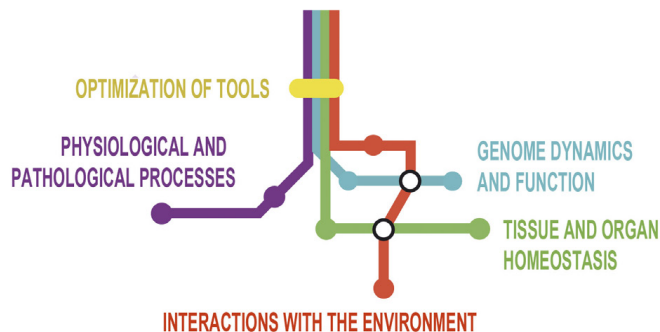 OPTIMIZATION OF TOOLS
PHYSIOLOGICAL AND
PATHOLOGICAL PROCESSES
GENOME DYNAMICS
AND FUNCTION
TISSUE AND ORGAN
HOMEOSTASIS
INTERACTIONS WITH THE ENVIRONMENT